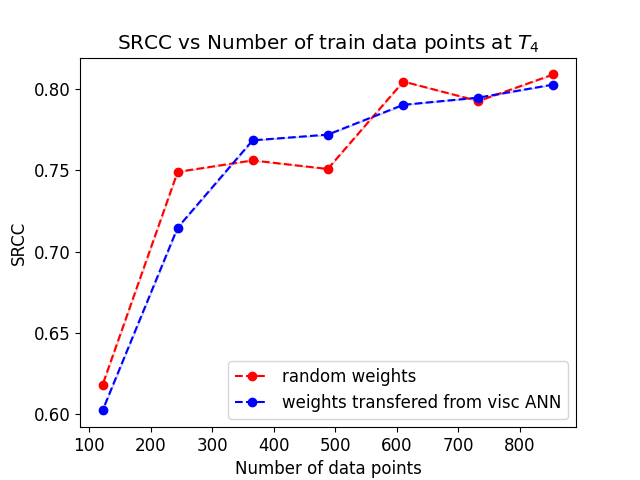 SRCC vs Number of train data points at T₄
SRCC
0.80
0.75
0.70
0.65
0.60
random weights
weights transfered from visc ANN
100 200 300 400 500 600 700 800
Number of data points